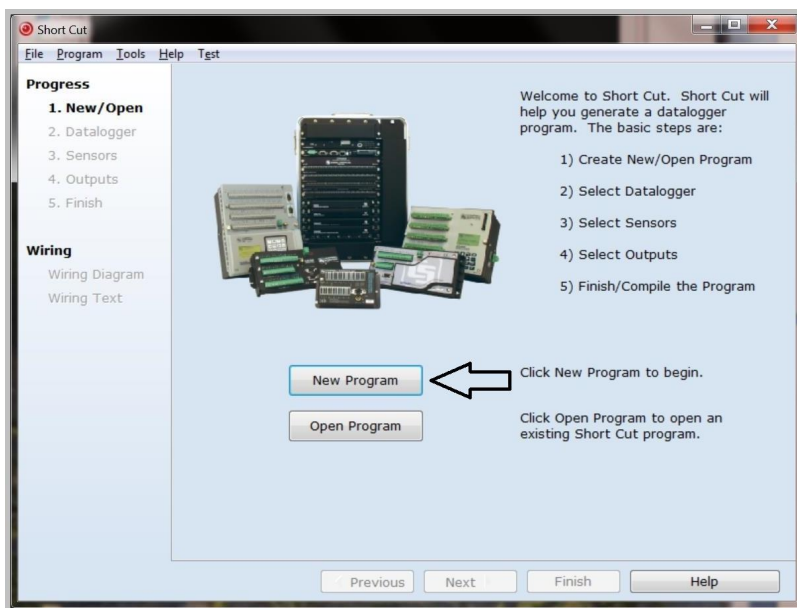 Short Cut
File Program Tools Help Test
Progress
1. New/Open
2. Datalogger
3. Sensors
4. Outputs
5. Finish
Wiring
Wiring Diagram
Wiring Text
Welcome to Short Cut. Short Cut will
help you generate a datalogger
program. The basic steps are:
1) Create New/Open Program
2) Select Datalogger
3) Select Sensors
4) Select Outputs
5) Finish/Compile the Program
New Program
Click New Program to begin.
Open Program
Click Open Program to open an
existing Short Cut program.
Previous Next Finish Help